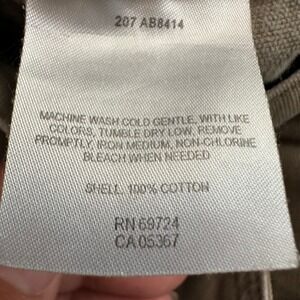 207 AB8414
MACHINE WASH COLD GENTLE, WITH LIKE
COLORS, TUMBLE DRY LOW, REMOVE
PROMPTLY, IRON MEDIUM, NON-CHLORINE
BLEACH WHEN NEEDED
SHELL: 100% COTTON
RN 69724
CA 05367